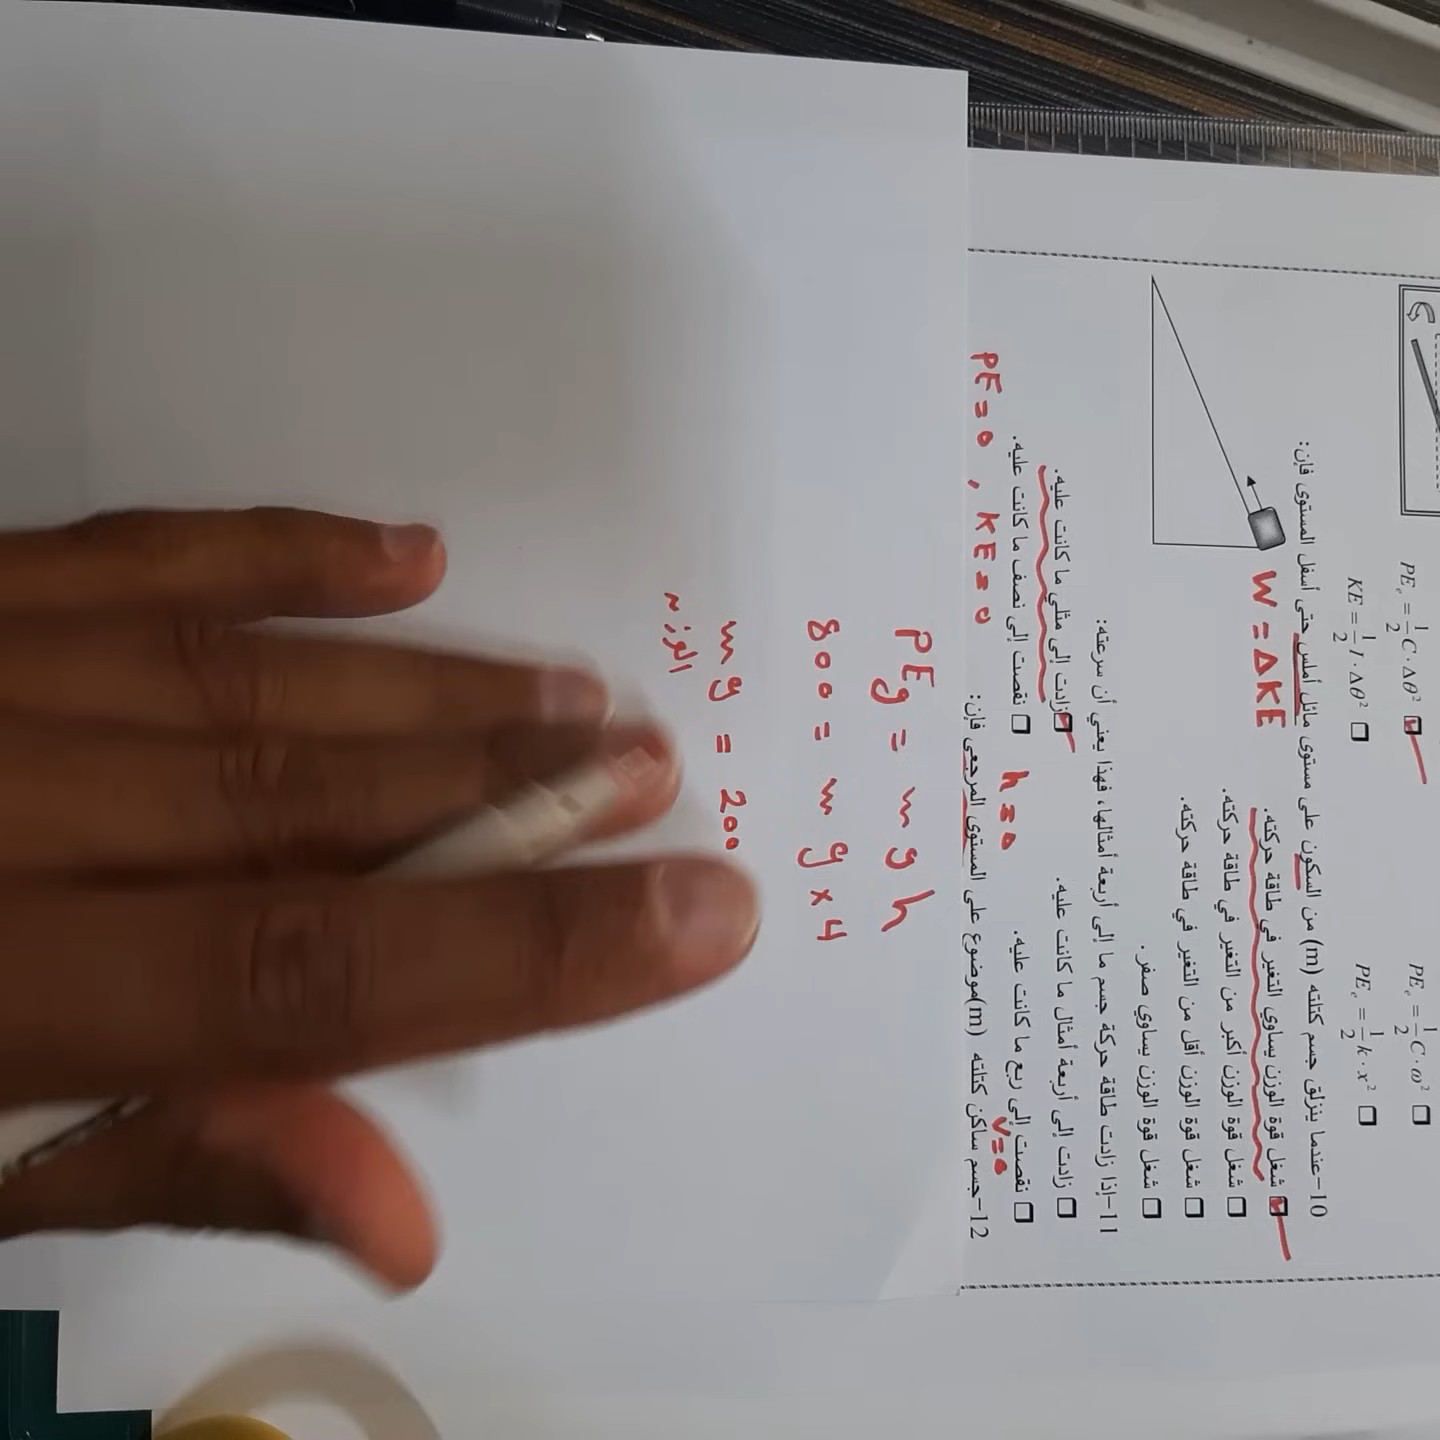 PEₑ = 1/2 C · ω² □ PEₑ = 1/2 C · Δθ² ☑
PEₑ = 1/2 k · x² □ KE = 1/2 I · Δθ² □
10-عندما ينزلق جسم كتلته (m) من السكون على مستوى مائل أملس حتى أسفل المستوى فإن:
□ شغل قوة الوزن يساوي التغير في طاقة حركته.
W = ΔKE
□ شغل قوة الوزن أكبر من التغير في طاقة حركته.
□ شغل قوة الوزن أقل من التغير في طاقة حركته.
□ شغل قوة الوزن يساوي صفر.
11-إذا زادت طاقة حركة جسم ما إلى أربعة أمثالها، فهذا يعني أن سرعته:
□ زادت إلى أربعة أمثال ما كانت عليه. □ زادت إلى مثلي ما كانت عليه.
□ نقصت إلى ربع ما كانت عليه. □ نقصت إلى نصف ما كانت عليه.
v=0 h=0
12-جسم ساكن كتلته (m) موضوع على المستوى المرجعي فإن:
PE=0 , KE=0
PEg = mgh
800 = mg×4
mg = 200
الوزن